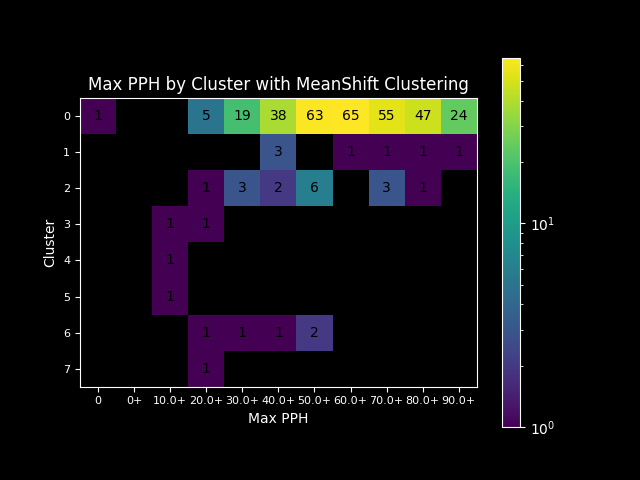 Max PPH by Cluster with MeanShift Clustering
0 1 5 19 38 63 65 55 47 24
1 3 1 1 1 1
2 1 3 2 6 3 1
3 1 1
4 1
5 1
6 1 1 1 2
7 1
0 0+ 10.0+ 20.0+ 30.0+ 40.0+ 50.0+ 60.0+ 70.0+ 80.0+ 90.0+
Max PPH
Cluster
10¹
10⁰